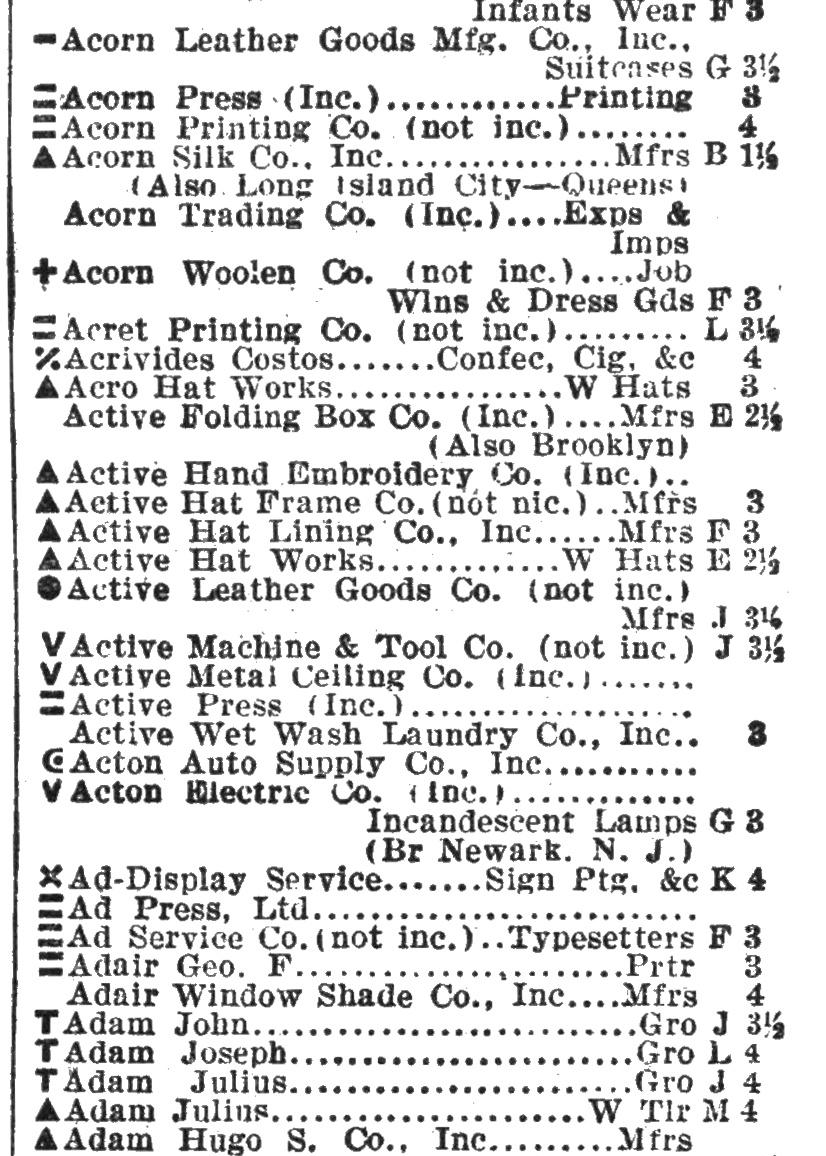 Infants Wear F 3
Acorn Leather Goods Mfg. Co., Inc.,
Suitcases G 3½
Acorn Press (Inc.)............Printing 3
Acorn Printing Co. (not inc.)........ 4
Acorn Silk Co., Inc................Mfrs B 1½
(Also Long Island City—Queens)
Acorn Trading Co. (Inc.)....Exps &
Imps
✚Acorn Woolen Co. (not inc.)....Job
Wlns & Dress Gds F 3
Acret Printing Co. (not inc.)......... L 3½
Acrivides Costos.......Confec, Cig, &c 4
▲Acro Hat Works.................W Hats 3
Active Folding Box Co. (Inc.)....Mfrs E 2½
(Also Brooklyn)
▲Active Hand Embroidery Co. (Inc.)..
▲Active Hat Frame Co.(not nic.)..Mfrs 3
▲Active Hat Lining Co., Inc......Mfrs F 3
▲Active Hat Works..............W Hats E 2½
●Active Leather Goods Co. (not inc.)
Mfrs J 3½
V Active Machine & Tool Co. (not inc.) J 3½
V Active Metal Ceiling Co. (Inc.).......
Active Press (Inc.)....................
Active Wet Wash Laundry Co., Inc.. 3
Acton Auto Supply Co., Inc...........
V Acton Electric Co. (Inc.).............
Incandescent Lamps G 3
(Br Newark. N. J.)
Ad-Display Service.......Sign Ptg, &c K 4
Ad Press, Ltd..........................
Ad Service Co.(not inc.)..Typesetters F 3
Adair Geo. F......................Prtr 3
Adair Window Shade Co., Inc....Mfrs 4
T Adam John..........................Gro J 3½
T Adam Joseph.......................Gro L 4
T Adam Julius.......................Gro J 4
▲Adam Julius.....................W Tlr M 4
▲Adam Hugo S. Co., Inc.........Mfrs